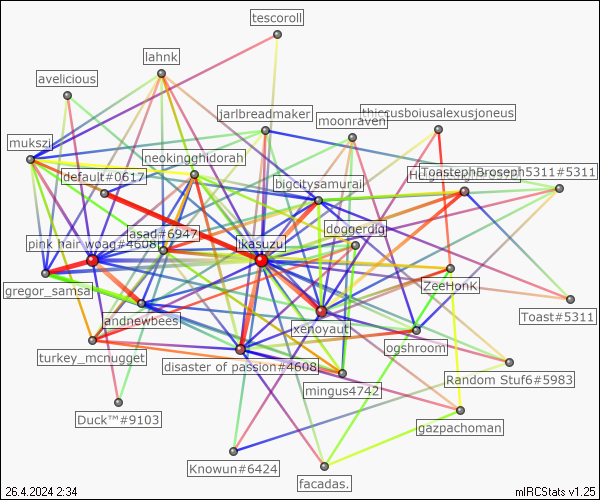 tescoroll
lahnk
avelicious
jarlbreadmaker
moonraven
thiccusboiusalexusjoneus
mukszi
neokingghidorah
default#0617
bigcitysamurai
ToastephBroseph5311#5311
asad#6947
doggerdig
pink hair woag#4608
Ikasuzu
gregor_samsa
ZeeHonK
andnewbees
xenoyaut
ogshroom
Toast#5311
turkey_mcnugget
disaster of passion#4608
mingus4742
Random Stuf6#5983
Duck™#9103
gazpachoman
Knowun#6424
facadas.
26.4.2024 2:34
mIRCStats v1.25